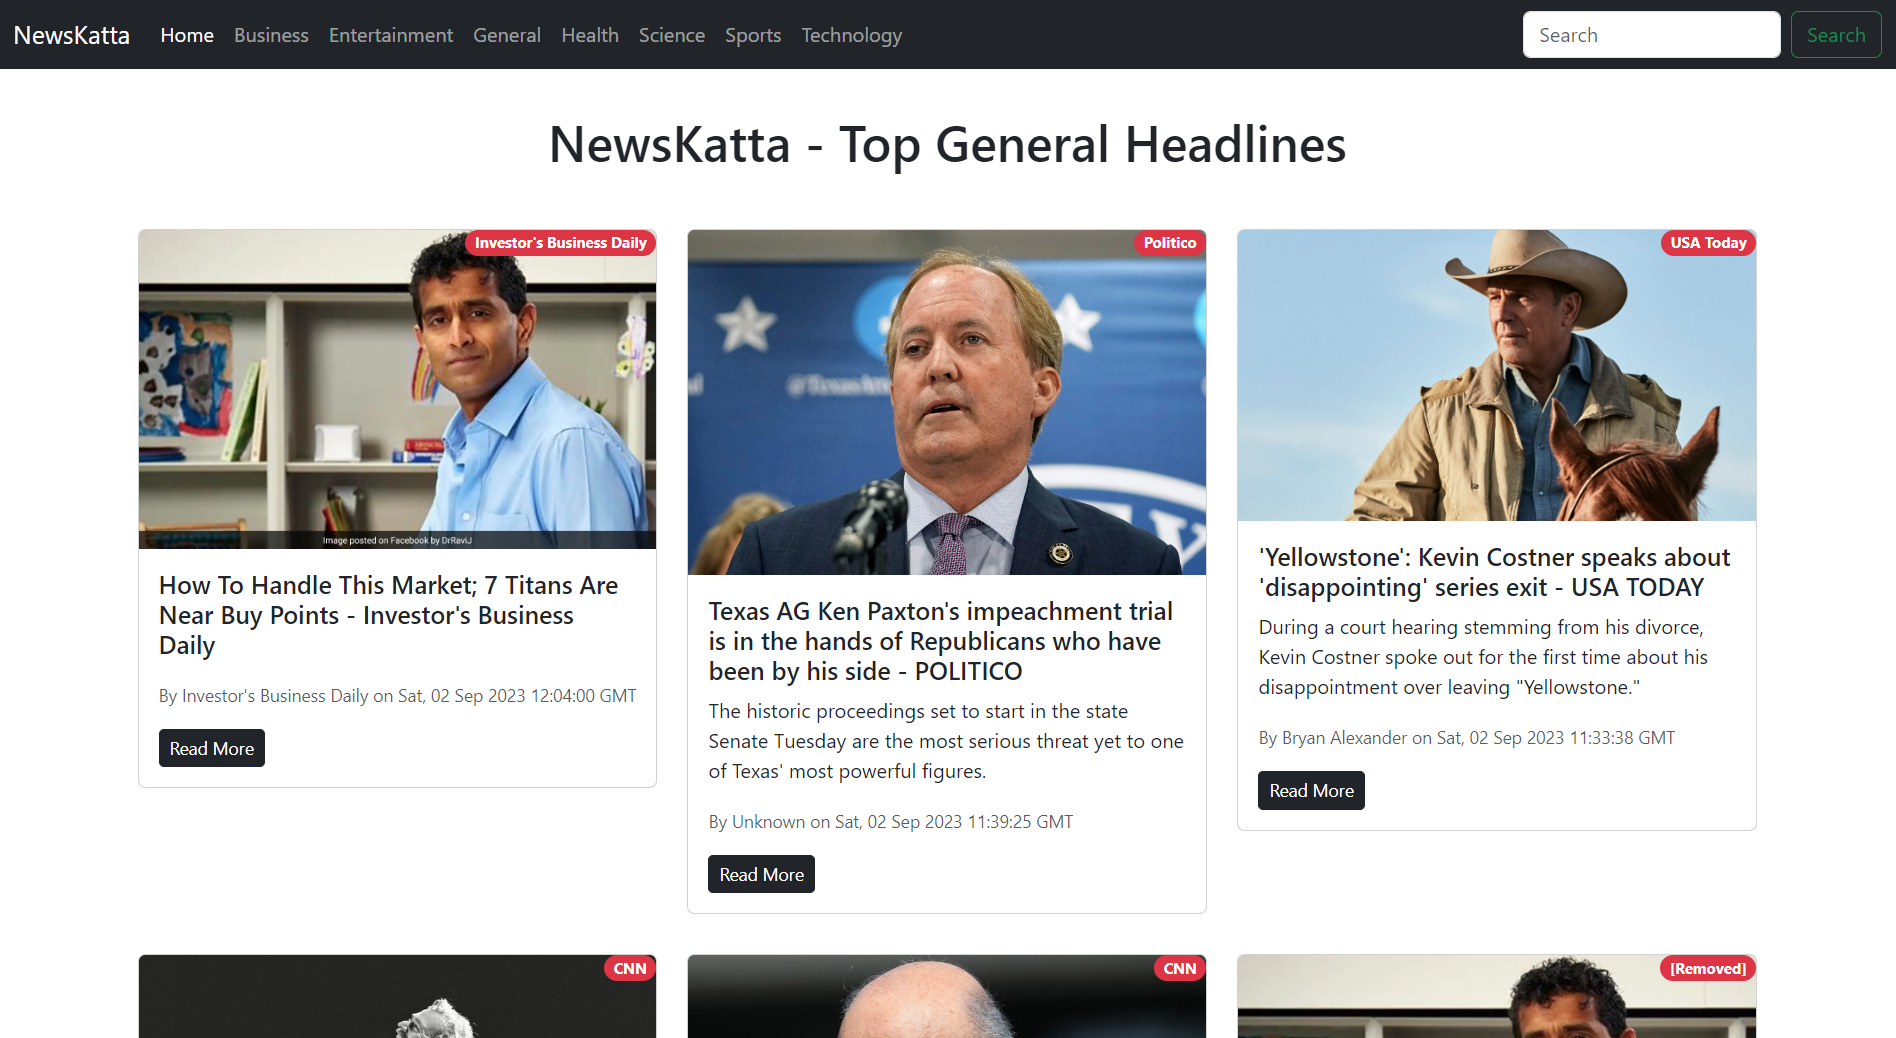 NewsKatta Home Business Entertainment General Health Science Sports Technology Search Search
NewsKatta - Top General Headlines
Investor's Business Daily
Image posted on Facebook by DrRaviJ
How To Handle This Market; 7 Titans Are
Near Buy Points - Investor's Business
Daily
By Investor's Business Daily on Sat, 02 Sep 2023 12:04:00 GMT
Read More
Politico
Texas AG Ken Paxton's impeachment trial
is in the hands of Republicans who have
been by his side - POLITICO
The historic proceedings set to start in the state
Senate Tuesday are the most serious threat yet to one
of Texas' most powerful figures.
By Unknown on Sat, 02 Sep 2023 11:39:25 GMT
Read More
USA Today
'Yellowstone': Kevin Costner speaks about
'disappointing' series exit - USA TODAY
During a court hearing stemming from his divorce,
Kevin Costner spoke out for the first time about his
disappointment over leaving "Yellowstone."
By Bryan Alexander on Sat, 02 Sep 2023 11:33:38 GMT
Read More
CNN
CNN
[Removed]